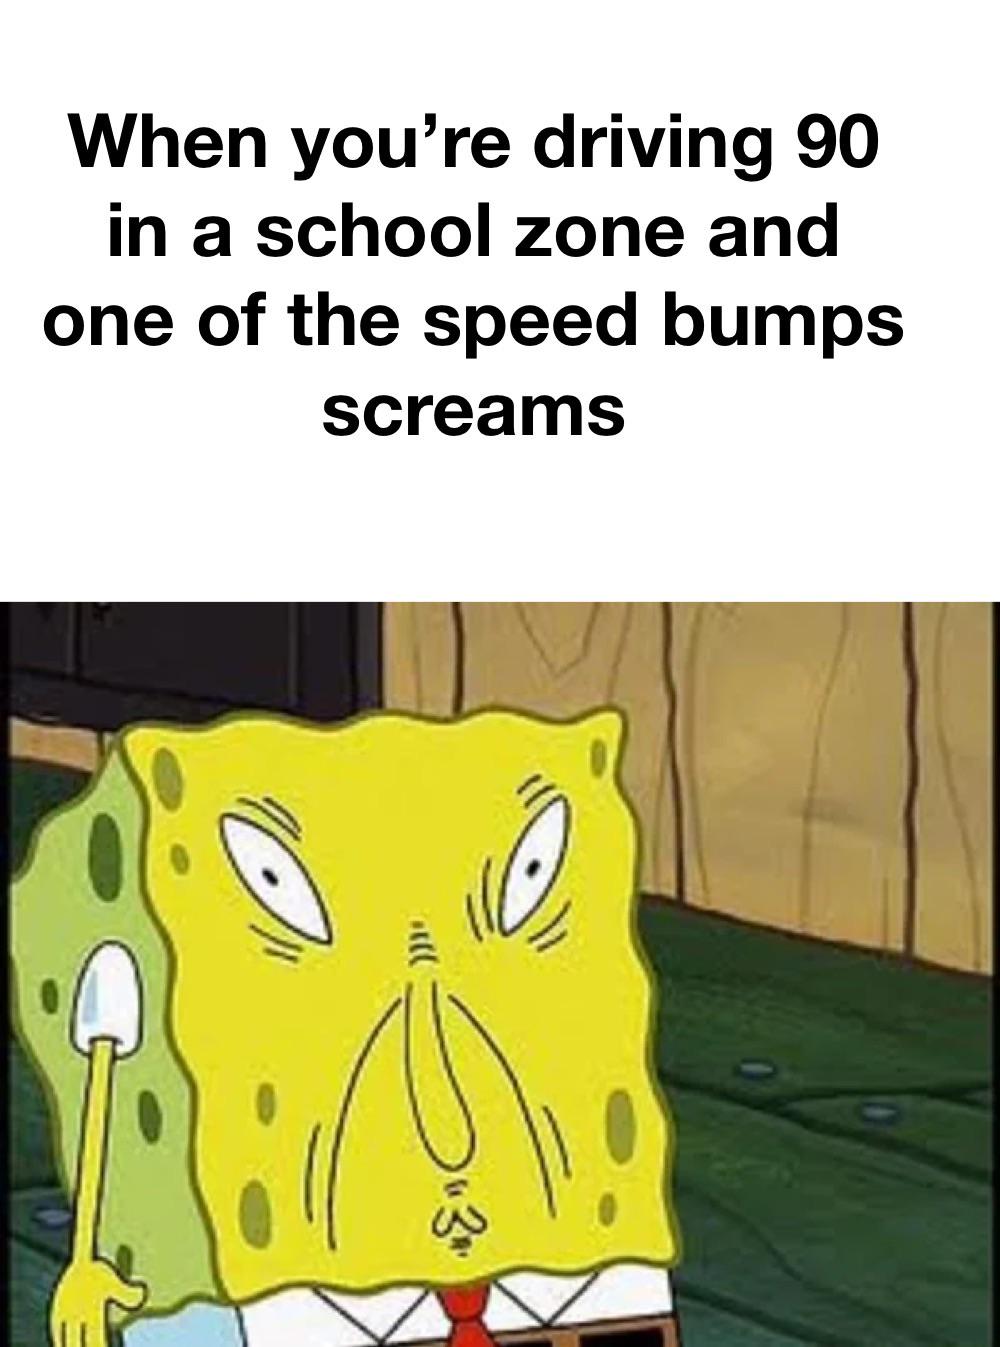 When you’re driving 90
in a school zone and
one of the speed bumps
screams